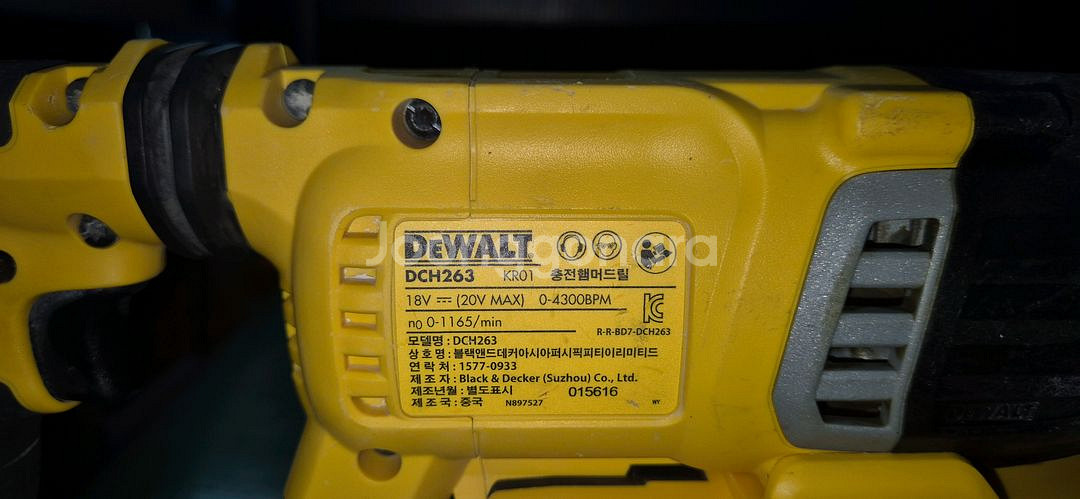 DEWALT
DCH263 KR01 충전햄머드릴
18V ⎓ (20V MAX) 0-4300BPM
n0 0-1165/min
R-R-BD7-DCH263
모델명 : DCH263
상 호 명 : 블랙앤드데커아시아퍼시픽피티이리미티드
연 락 처 : 1577-0933
제 조 자 : Black & Decker (Suzhou) Co., Ltd.
제조년월 : 별도표시 015616
제 조 국 : 중국 N897527 WY
DEWALT